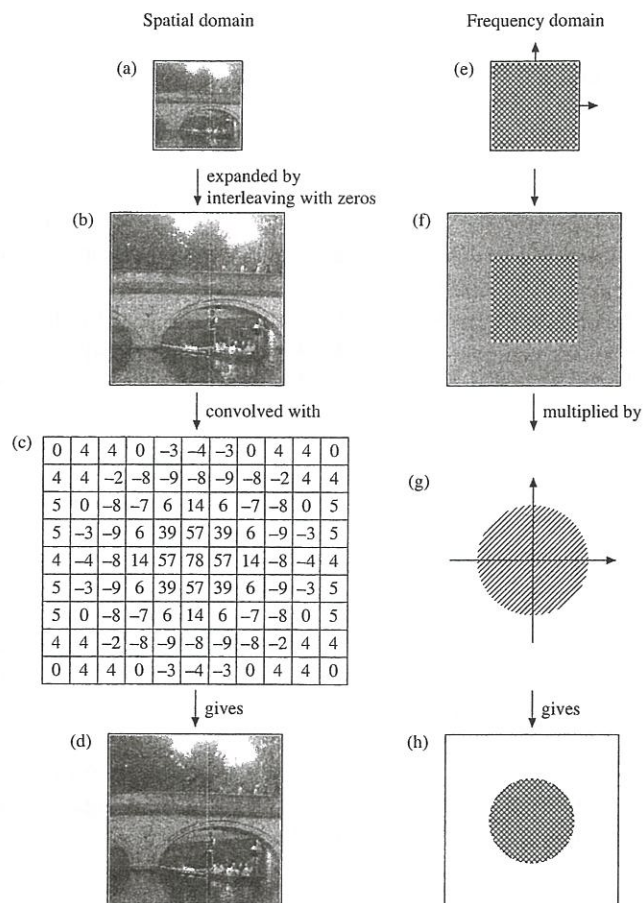 Spatial domain
Frequency domain
(a)
(e)
expanded by
interleaving with zeros
(b)
(f)
convolved with
multiplied by
(c)
0 4 4 0 –3 –4 –3 0 4 4 0
4 4 –2 –8 –9 –8 –9 –8 –2 4 4
5 0 –8 –7 6 14 6 –7 –8 0 5
5 –3 –9 6 39 57 39 6 –9 –3 5
4 –4 –8 14 57 78 57 14 –8 –4 4
5 –3 –9 6 39 57 39 6 –9 –3 5
5 0 –8 –7 6 14 6 –7 –8 0 5
4 4 –2 –8 –9 –8 –9 –8 –2 4 4
0 4 4 0 –3 –4 –3 0 4 4 0
(g)
gives
gives
(d)
(h)